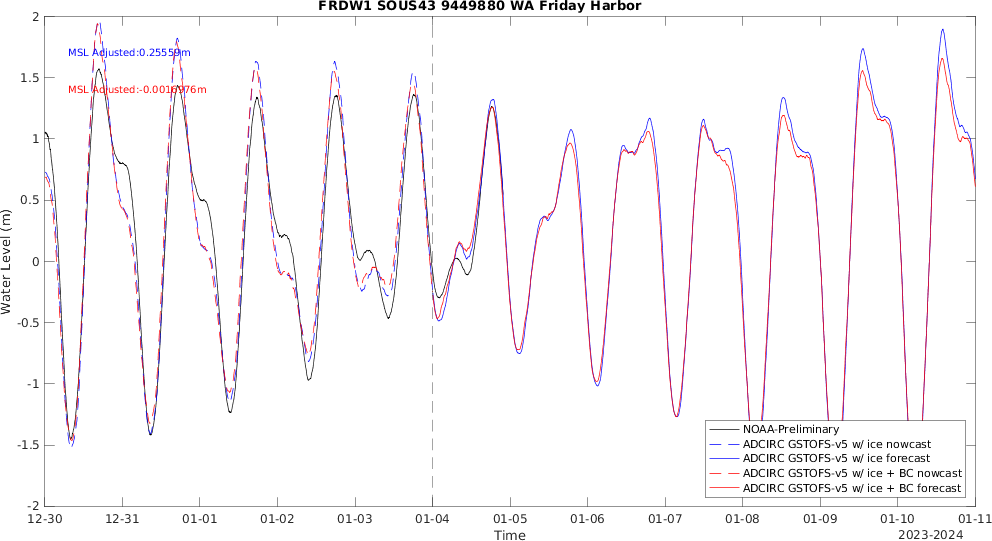 FRDW1 SOUS43 9449880 WA Friday Harbor
2
1.5
1
0.5
0
-0.5
-1
-1.5
-2
Water Level (m)
MSL Adjusted:0.25559m
NOAA-Preliminary
ADCIRC GSTOFS-v5 w/ ice nowcast
ADCIRC GSTOFS-v5 w/ ice forecast
ADCIRC GSTOFS-v5 w/ ice + BC nowcast
ADCIRC GSTOFS-v5 w/ ice + BC forecast
12-30 12-31 01-01 01-02 01-03 01-04 01-05 01-06 01-07 01-08 01-09 01-10 01-11
Time
2023-2024